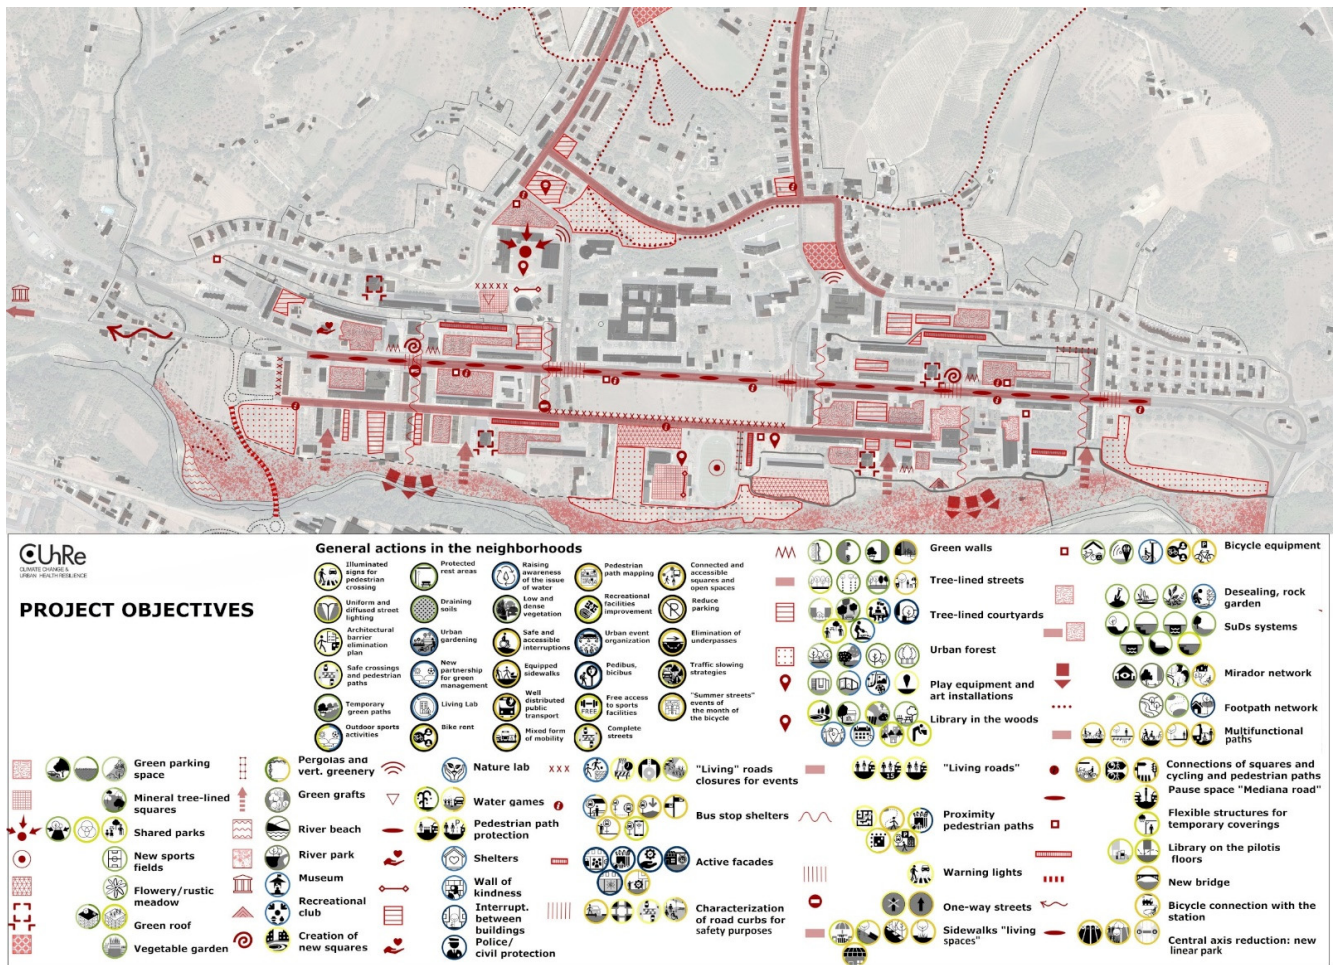 CUhRe
CLIMATE CHANGE &
URBAN HEALTH RESILIENCE
PROJECT OBJECTIVES
General actions in the neighborhoods
Illuminated
signs for
pedestrian
crossing
Protected
rest areas
Raising
awareness
of the issue
of water
Pedestrian
path mapping
Connected and
accessible
squares and
open spaces
Uniform and
diffused street
lighting
Draining
soils
Low and
dense
vegetation
Recreational
facilities
improvement
Reduce
parking
Architectural
barrier
elimination
plan
Urban
gardening
Safe and
accessible
interruptions
Urban event
organization
Elimination of
underpasses
Safe crossings
and pedestrian
paths
New
partnership
for green
management
Equipped
sidewalks
Pedibus,
bicibus
Traffic slowing
strategies
Temporary
green paths
Living Lab
Well
distributed
public
transport
Free access
to sports
facilities
"Summer streets"
events of
the month of
the bicycle
Outdoor sports
activities
Bike rent
Mixed form of
mobility
Complete
streets
FREE
Green walls
Tree-lined streets
Tree-lined courtyards
Urban forest
Play equipment and
art installations
Library in the woods
Bicycle equipment
Desealing, rock
garden
SuDs systems
Mirador network
Footpath network
Multifunctional
paths
Green parking
space
Mineral tree-lined
squares
Shared parks
New sports
fields
Flowery/rustic
meadow
Green roof
Vegetable garden
Pergolas and
vert. greenery
Green grafts
River beach
River park
Museum
Recreational
club
Creation of
new squares
Nature lab
Water games
Pedestrian path
protection
Shelters
Wall of
kindness
Interrupt.
between
buildings
Police/
civil protection
xxx
"Living" roads
closures for events
Bus stop shelters
Active facades
Characterization
of road curbs for
safety purposes
"Living roads"
Proximity
pedestrian paths
Warning lights
One-way streets
Sidewalks "living
spaces"
Connections of squares and
cycling and pedestrian paths
Pause space "Mediana road"
Flexible structures for
temporary coverings
Library on the pilotis
floors
New bridge
Bicycle connection with the
station
Central axis reduction: new
linear park